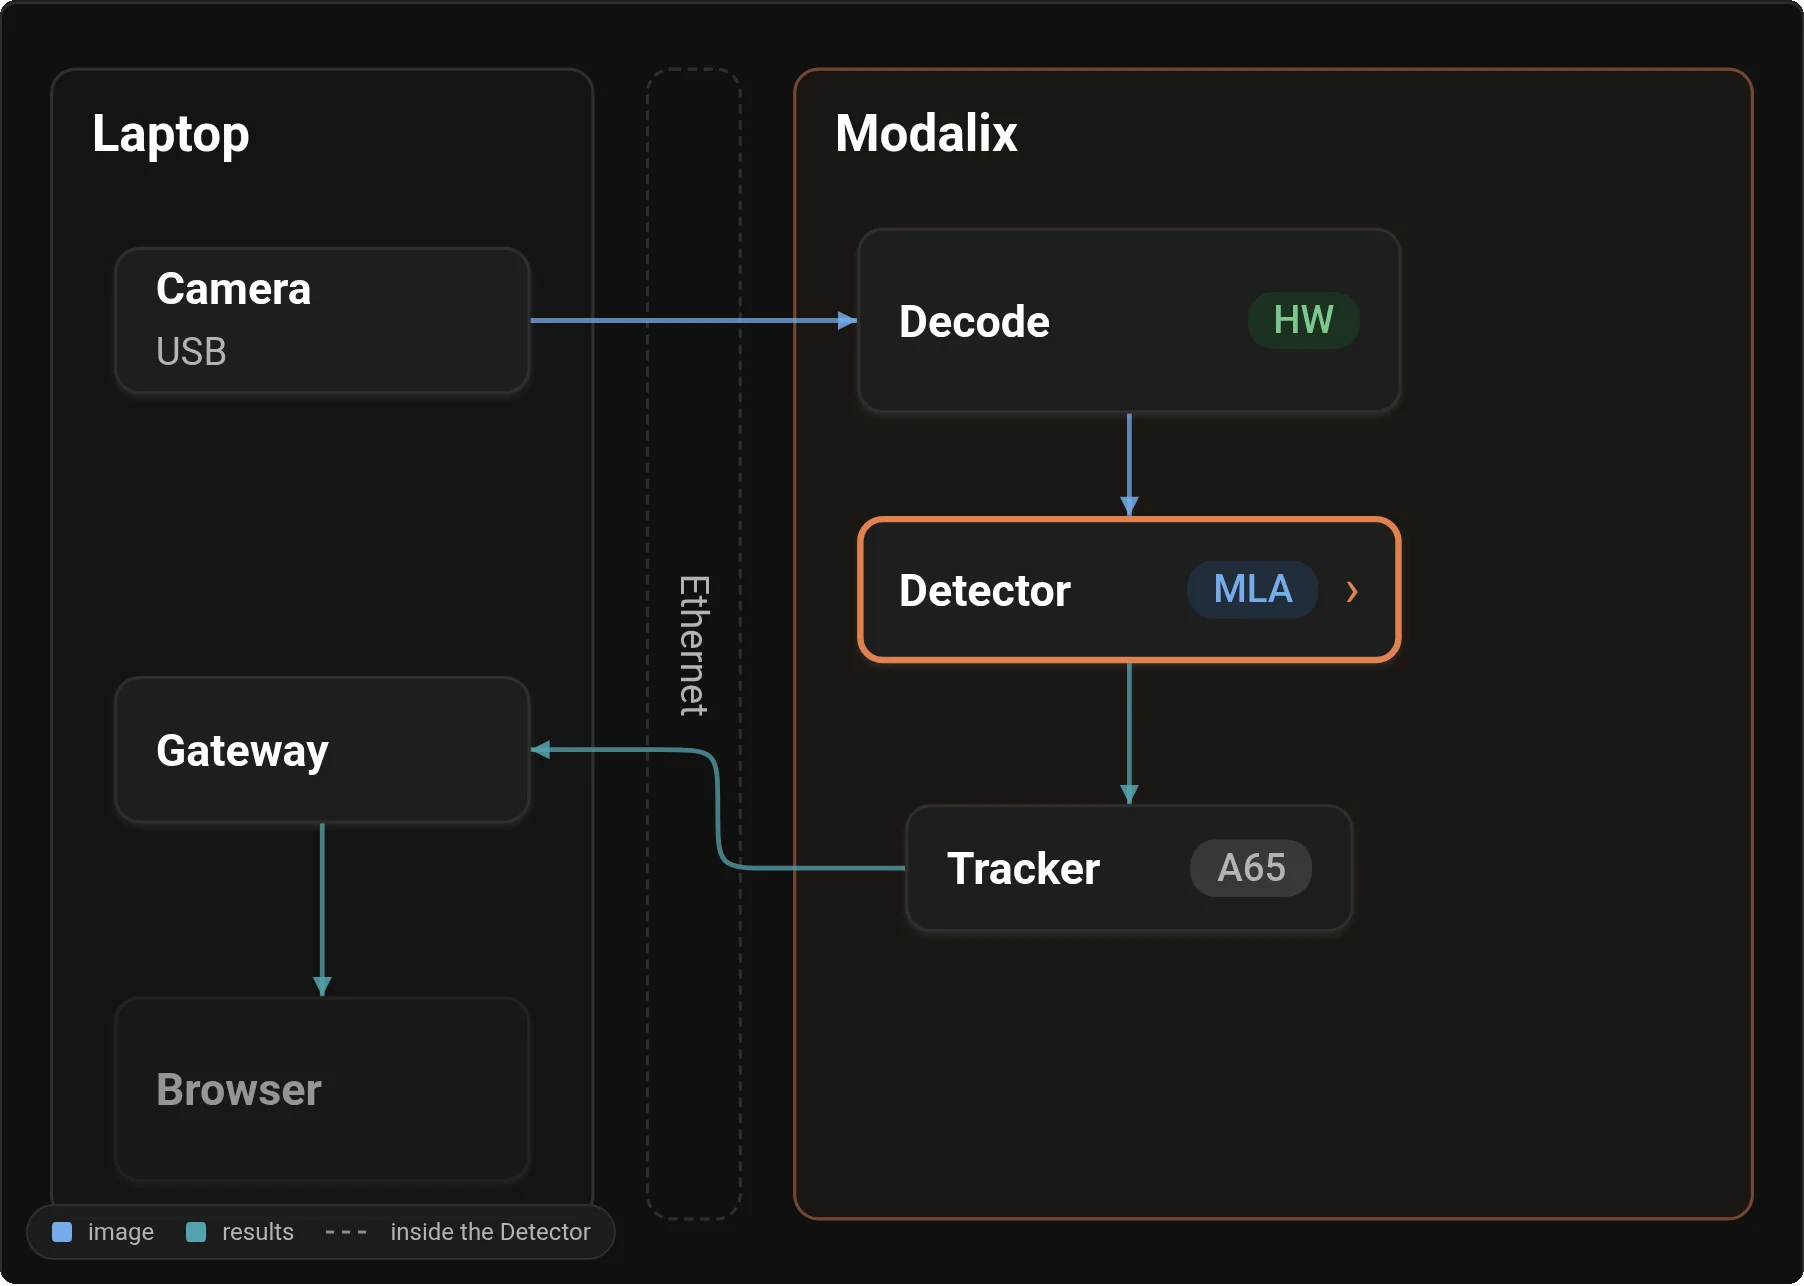 Laptop
Camera
USB
Gateway
Browser
Ethernet
Modalix
Decode
HW
Detector
MLA
›
Tracker
A65
image
results
inside the Detector